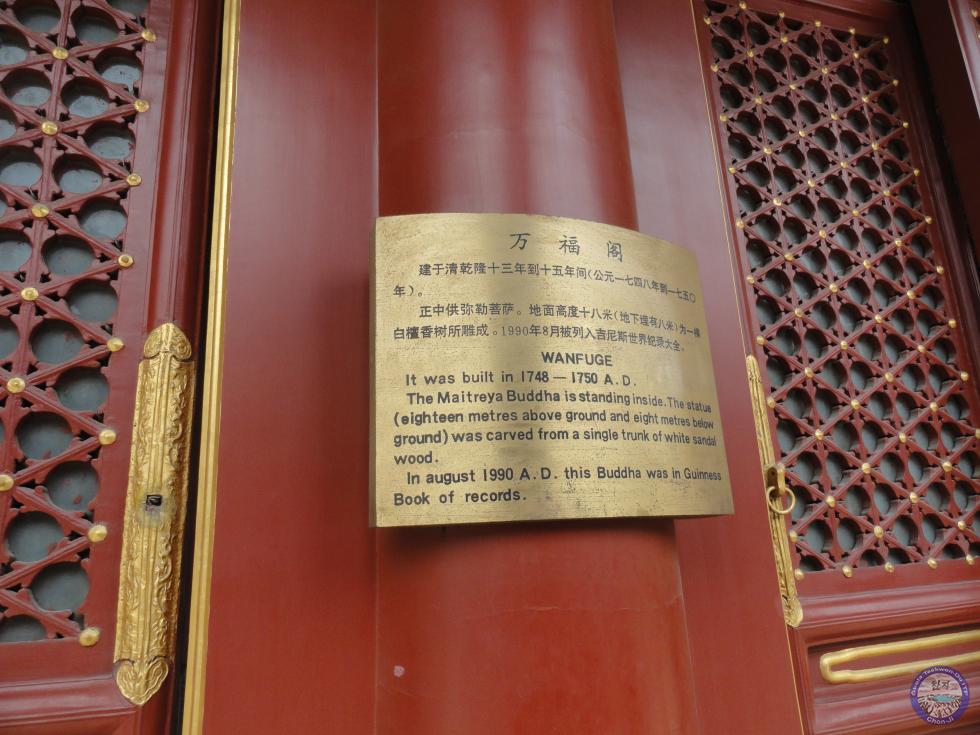 万福阁
建于清乾隆十三年到十五年间(公元一七四八年到一七五〇
年)。
正中供弥勒菩萨。地面高度十八米(地下埋有八米)为一棵
白檀香树所雕成。1990年8月被列入吉尼斯世界纪录大全。
WANFUGE
It was built in 1748 — 1750 A.D.
The Maitreya Buddha is standing inside. The statue
(eighteen metres above ground and eight metres below
ground) was carved from a single trunk of white sandal
wood.
In august 1990 A.D. this Buddha was in Guinness
Book of records.
Chon-Ji